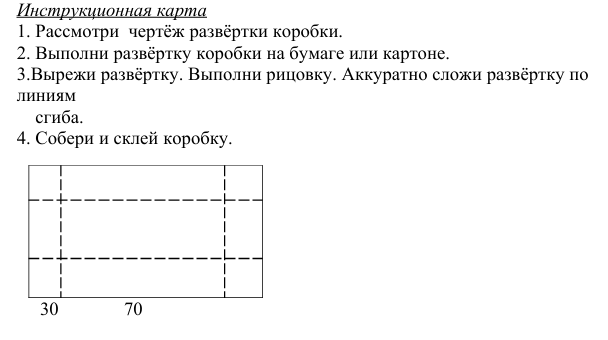 Инструкционная карта
1. Рассмотри  чертёж развёртки коробки.
2. Выполни развёртку коробки на бумаге или картоне.
3.Вырежи развёртку. Выполни рицовку. Аккуратно сложи развёртку по
линиям
сгиба.
4. Собери и склей коробку.
30 70